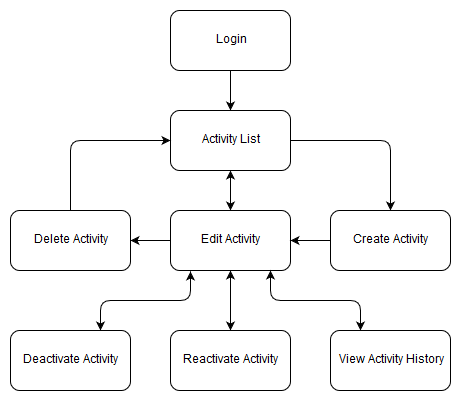 Login
Activity List
Delete Activity
Edit Activity
Create Activity
Deactivate Activity
Reactivate Activity
View Activity History